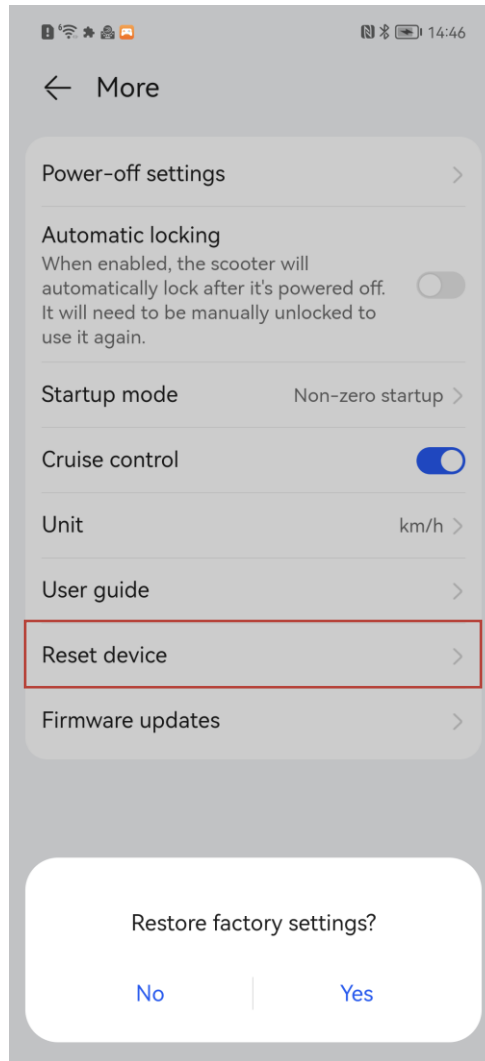 14:46
More
Power-off settings
Automatic locking
When enabled, the scooter will
automatically lock after it's powered off.
It will need to be manually unlocked to
use it again.
Startup mode Non-zero startup
Cruise control
Unit km/h
User guide
Reset device
Firmware updates
Restore factory settings?
No Yes